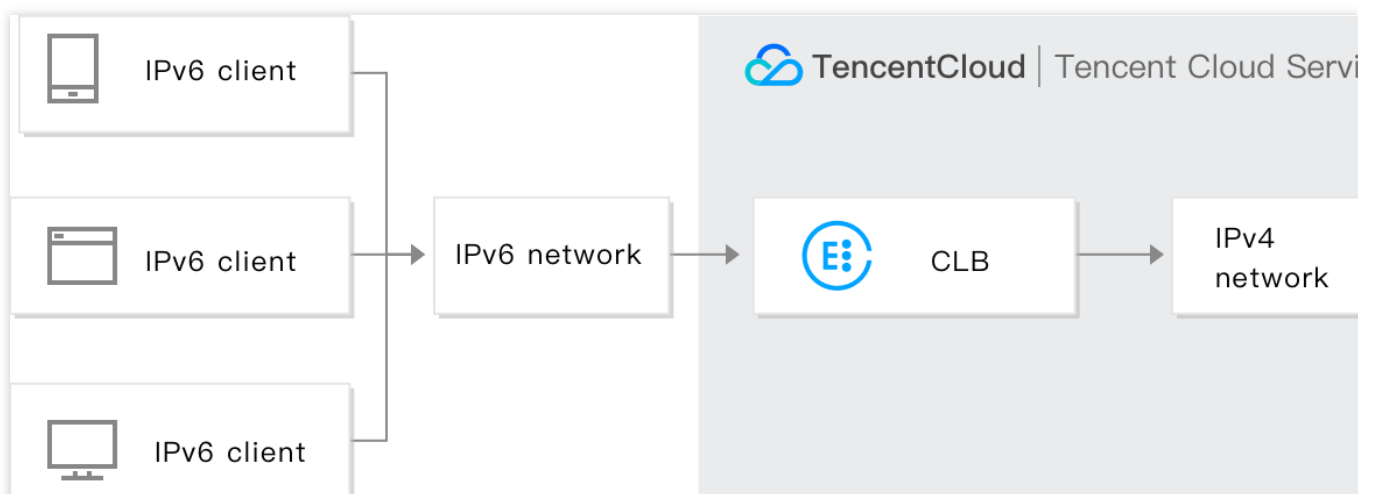 IPv6 client
TencentCloud | Tencent Cloud Servi
IPv6 client
IPv6 network
CLB
IPv4
network
IPv6 client